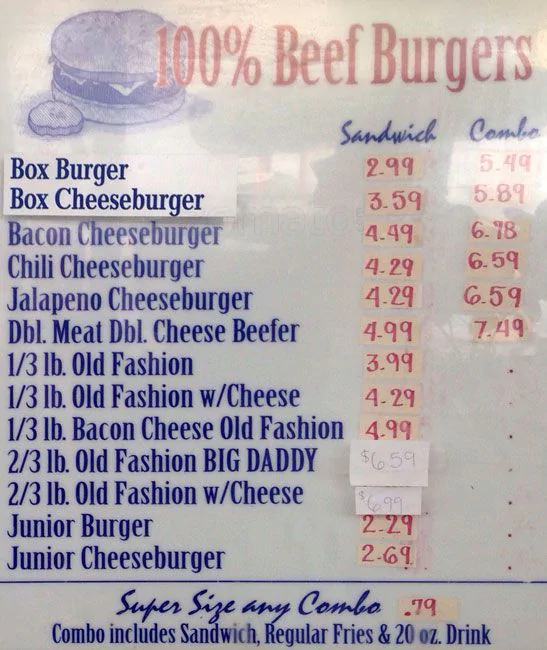 100% Beef Burgers
Sandwich Combo
Box Burger 2.99 5.49
Box Cheeseburger 3.59 5.89
Bacon Cheeseburger 4.49 6.78
Chili Cheeseburger 4.29 6.59
Jalapeno Cheeseburger 4.29 6.59
Dbl. Meat Dbl. Cheese Beefer 4.99 7.49
1/3 lb. Old Fashion 3.99
1/3 lb. Old Fashion w/Cheese 4.29
1/3 lb. Bacon Cheese Old Fashion 4.99
2/3 lb. Old Fashion BIG DADDY $6.59
2/3 lb. Old Fashion w/Cheese $6.99
Junior Burger 2.29
Junior Cheeseburger 2.69
Super Size any Combo .79
Combo includes Sandwich, Regular Fries & 20 oz. Drink